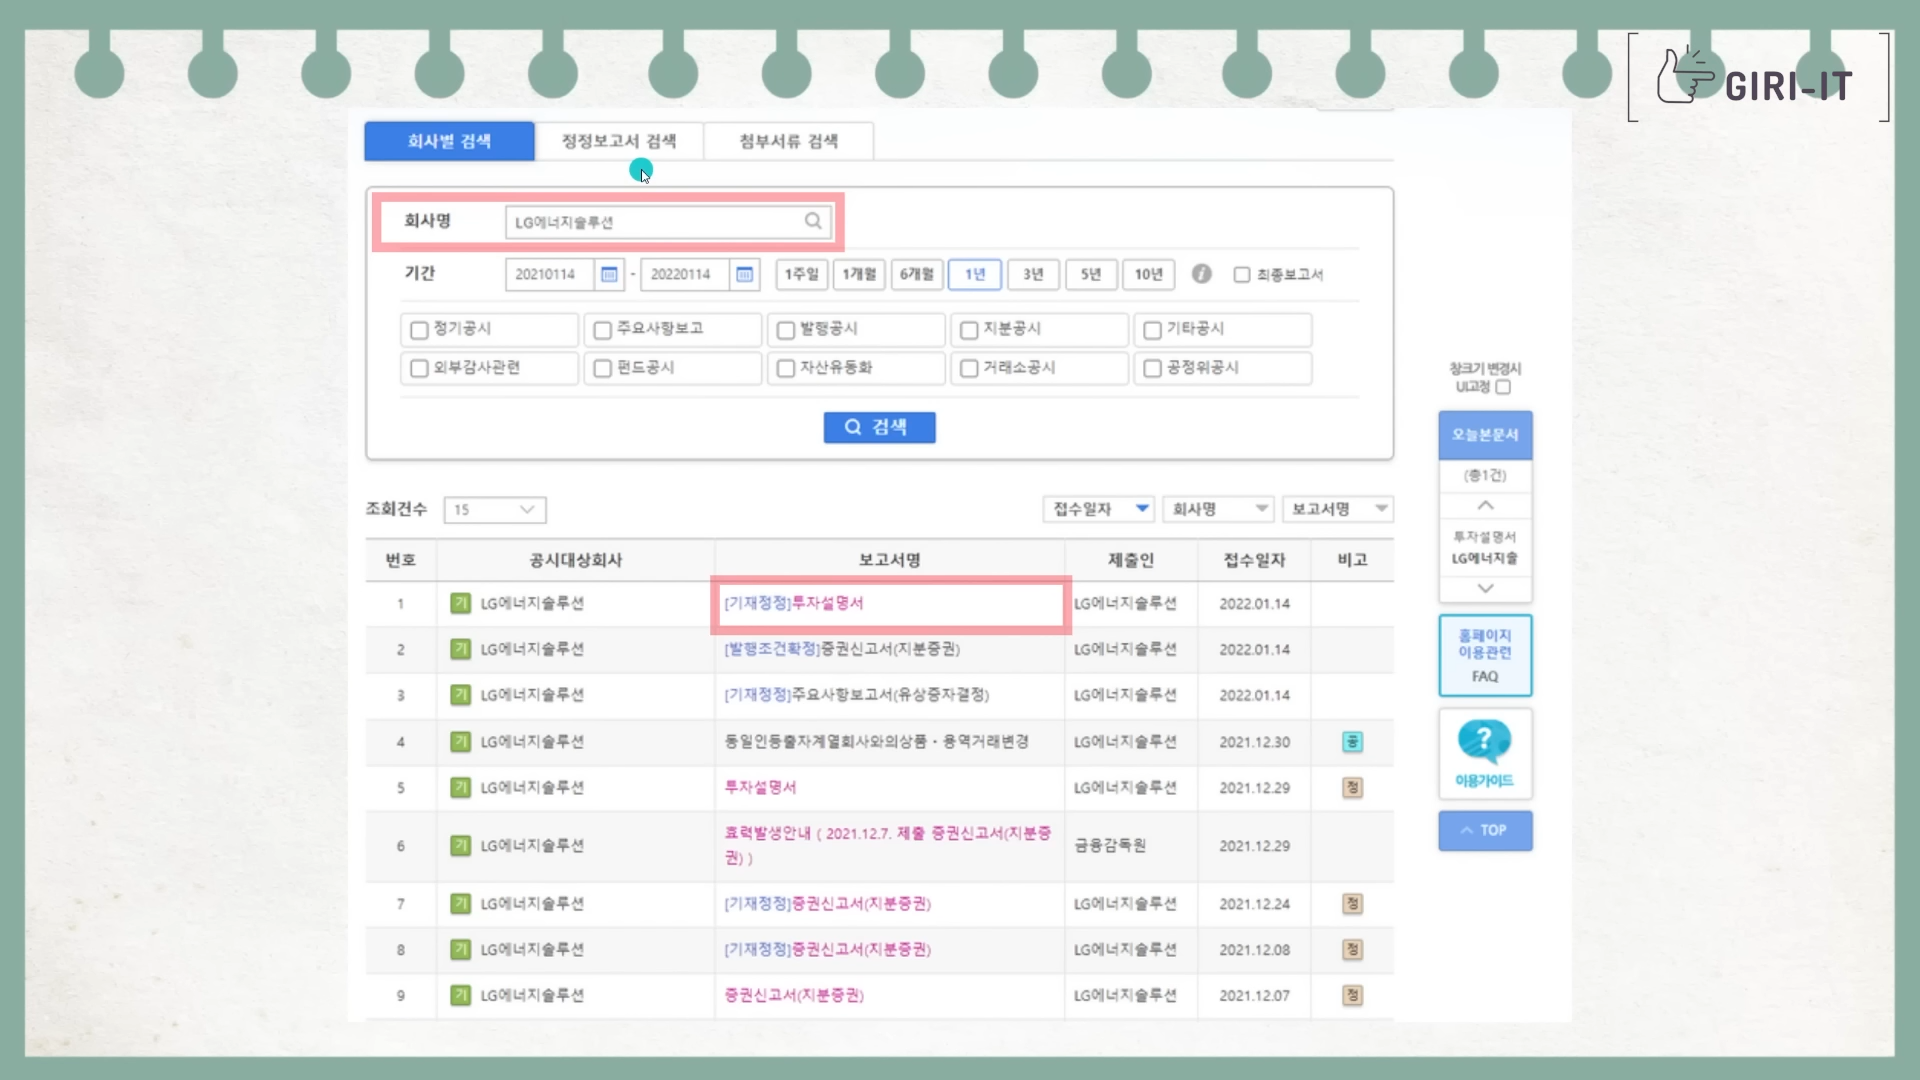 GIRI-IT
회사별 검색 정정보고서 검색 첨부서류 검색
회사명 LG에너지솔루션
기간 20210114 - 20220114 1주일 1개월 6개월 1년 3년 5년 10년 최종보고서
정기공시 주요사항보고 발행공시 지분공시 기타공시
외부감사관련 펀드공시 자산유동화 거래소공시 공정위공시
검색
조회건수 15 접수일자 회사명 보고서명
번호 공시대상회사 보고서명 제출인 접수일자 비고
1 기 LG에너지솔루션 [기재정정]투자설명서 LG에너지솔루션 2022.01.14
2 기 LG에너지솔루션 [발행조건확정]증권신고서(지분증권) LG에너지솔루션 2022.01.14
3 기 LG에너지솔루션 [기재정정]주요사항보고서(유상증자결정) LG에너지솔루션 2022.01.14
4 기 LG에너지솔루션 동일인등출자계열회사와의상품・용역거래변경 LG에너지솔루션 2021.12.30 공
5 기 LG에너지솔루션 투자설명서 LG에너지솔루션 2021.12.29 정
6 기 LG에너지솔루션 효력발생안내 ( 2021.12.7. 제출 증권신고서(지분증
권) ) 금융감독원 2021.12.29
7 기 LG에너지솔루션 [기재정정]증권신고서(지분증권) LG에너지솔루션 2021.12.24 정
8 기 LG에너지솔루션 [기재정정]증권신고서(지분증권) LG에너지솔루션 2021.12.08 정
9 기 LG에너지솔루션 증권신고서(지분증권) LG에너지솔루션 2021.12.07 정
창크기 변경시
UI고정
오늘본문서
(총1건)
투자설명서
LG에너지솔
홈페이지
이용관련
FAQ
?
이용가이드
TOP